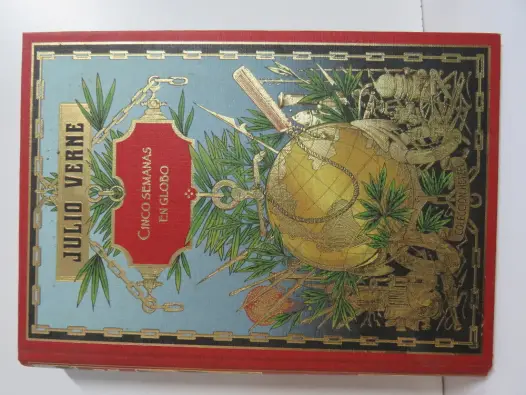 JULIO VERNE
CINCO SEMANAS
EN GLOBO